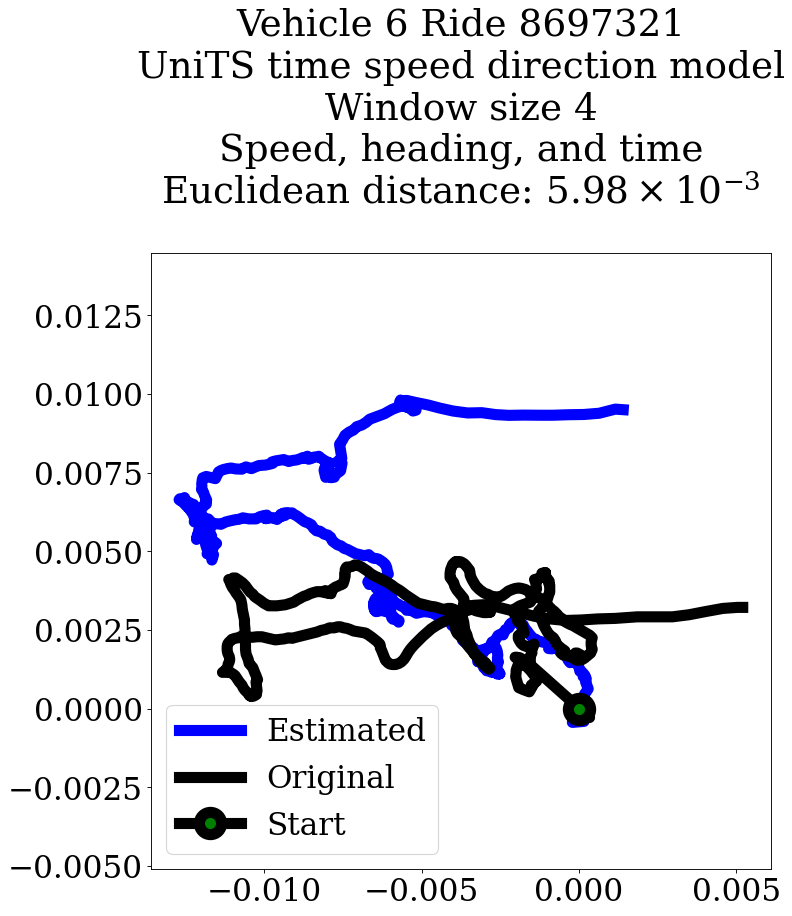 Vehicle 6 Ride 8697321
UniTS time speed direction model
Window size 4
Speed, heading, and time
Euclidean distance: 5.98 × 10⁻³
0.0125
0.0100
0.0075
0.0050
0.0025
0.0000
−0.0025
−0.0050
Estimated
Original
Start
−0.010
−0.005
0.000
0.005